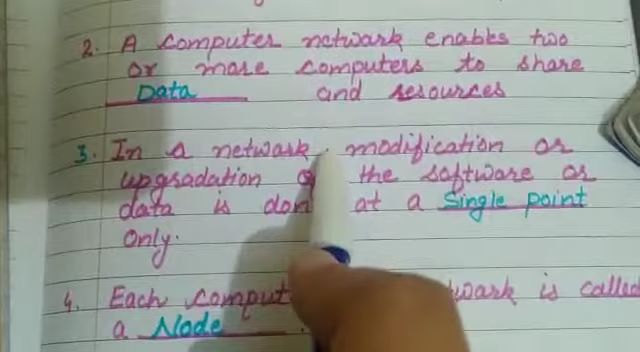 2. A computer network enables two
or more computers to share
Data and resources
3. In a network modification or
upgradation the software or
data is at a Single point
only.
4. Each is called
a Node.